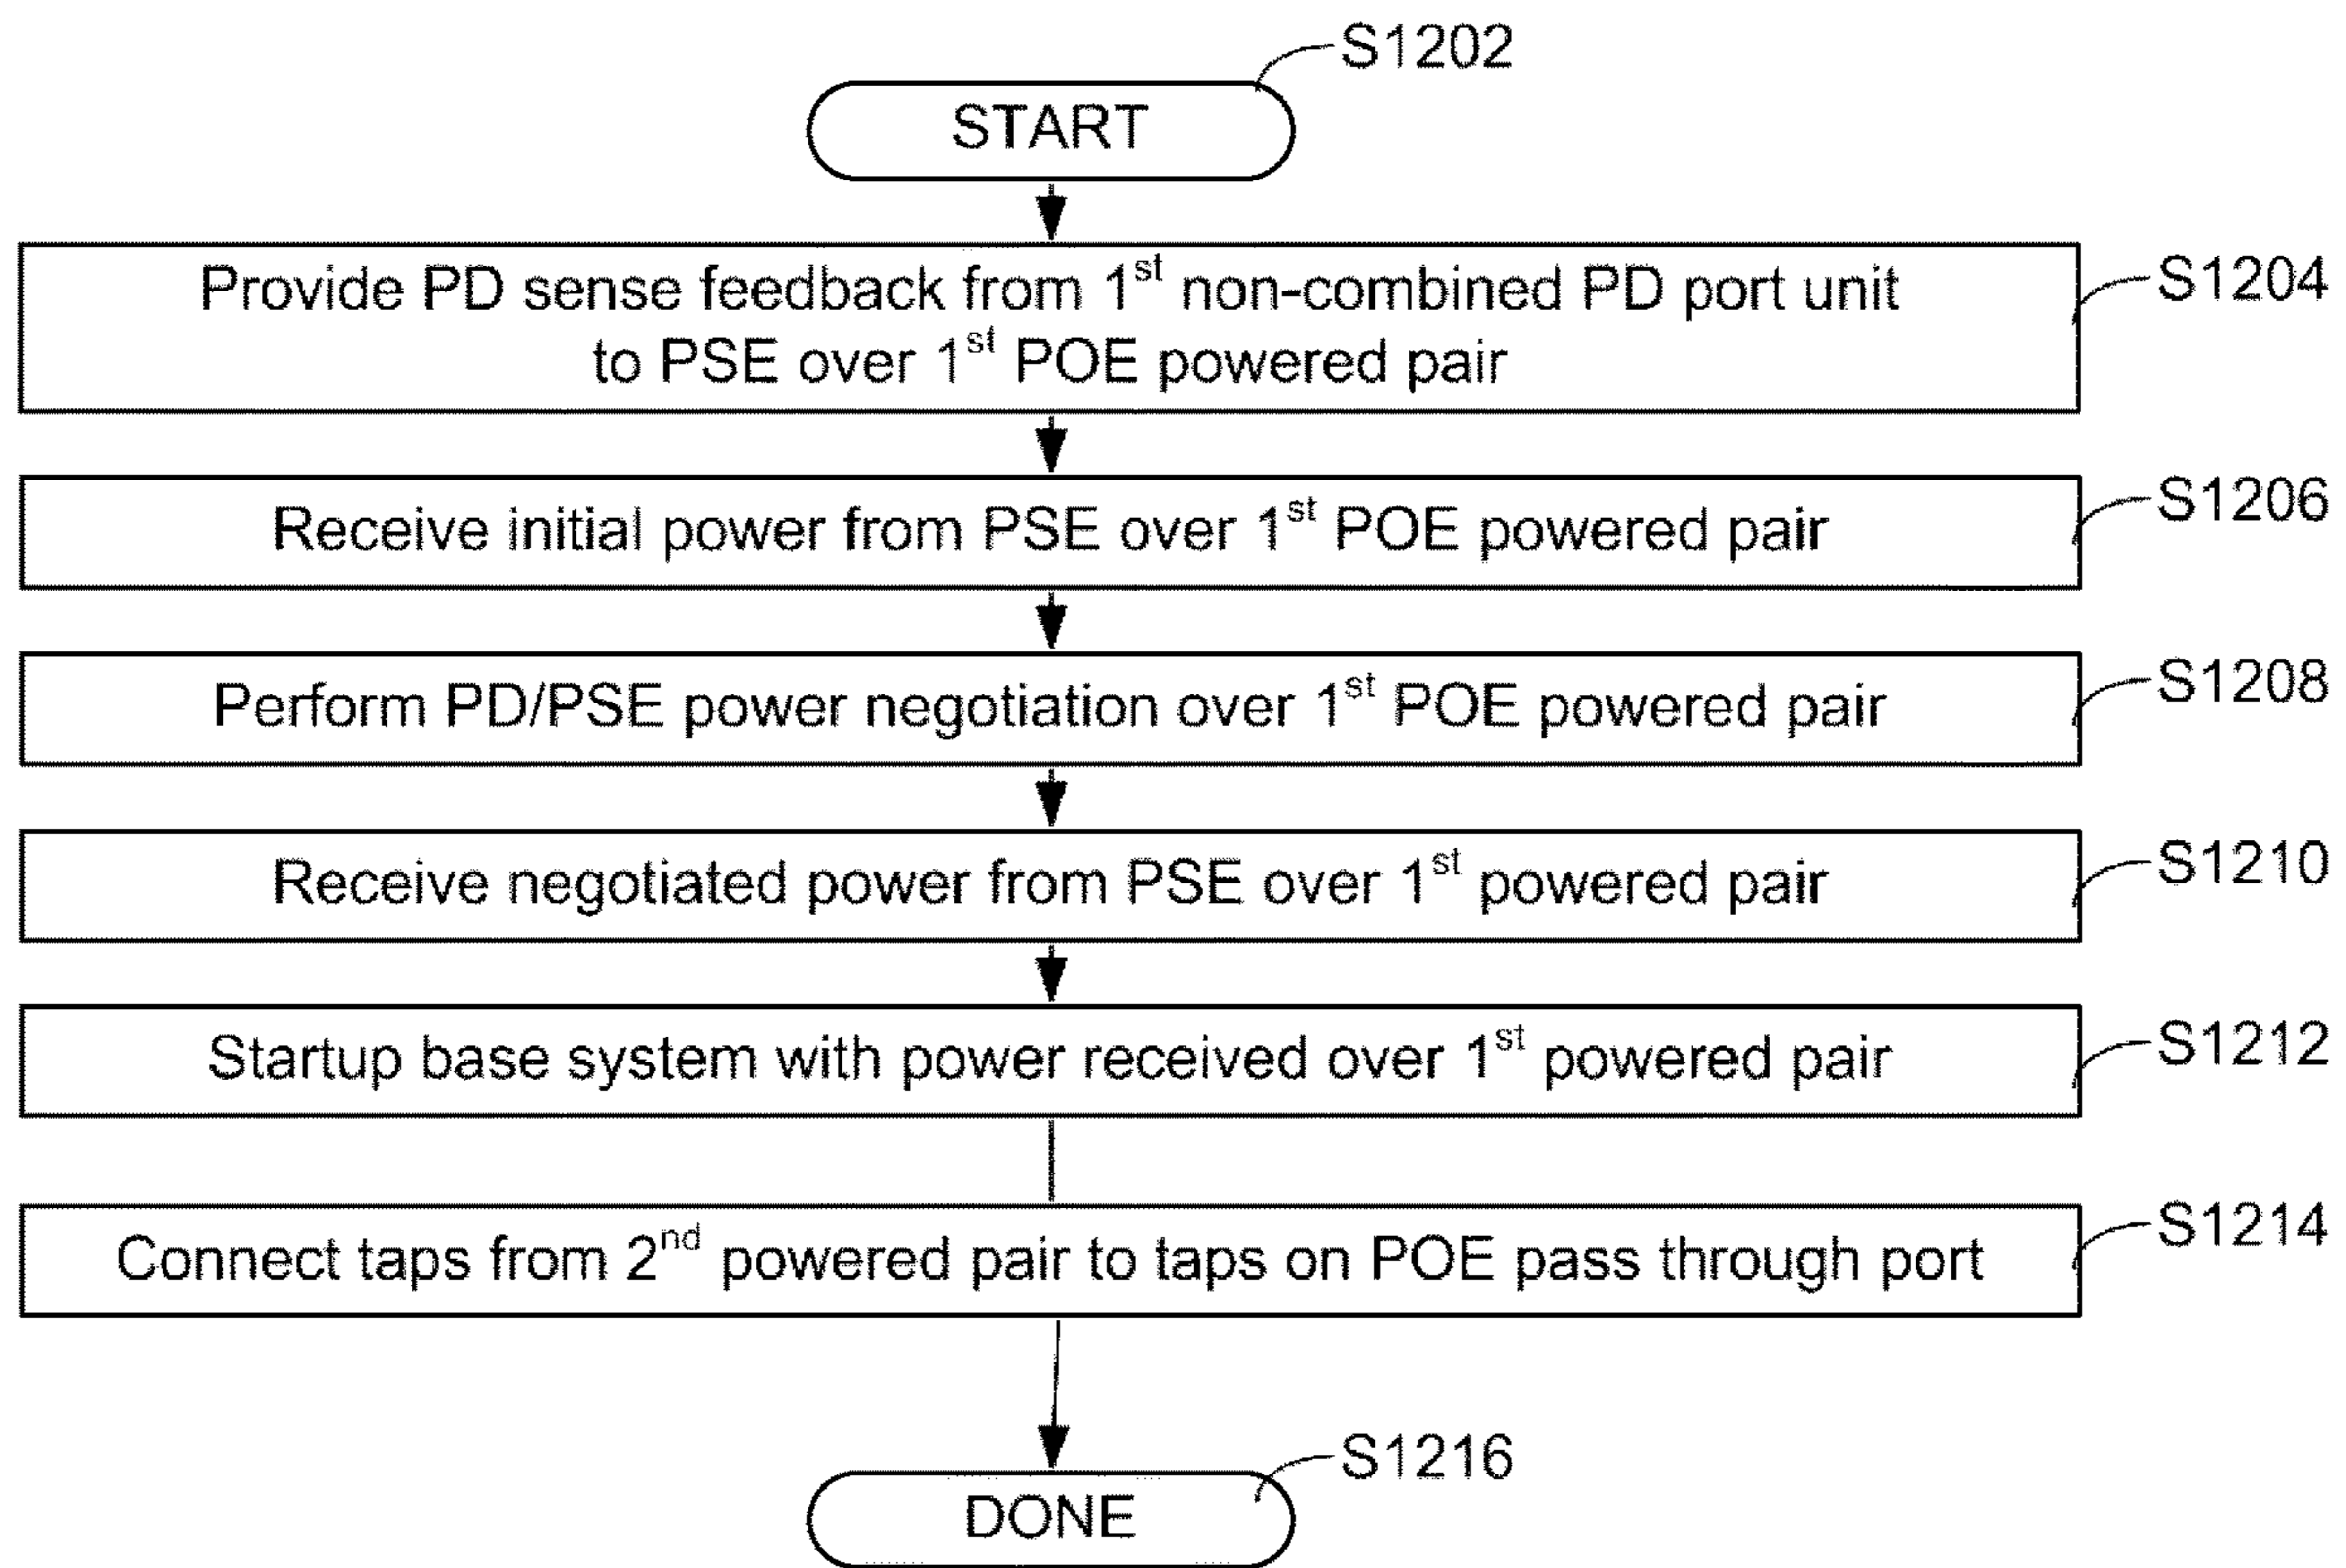 S1202
START
Provide PD sense feedback from 1st non-combined PD port unit
to PSE over 1st POE powered pair
S1204
Receive initial power from PSE over 1st POE powered pair
S1206
Perform PD/PSE power negotiation over 1st POE powered pair
S1208
Receive negotiated power from PSE over 1st powered pair
S1210
Startup base system with power received over 1st powered pair
S1212
Connect taps from 2nd powered pair to taps on POE pass through port
S1214
S1216
DONE